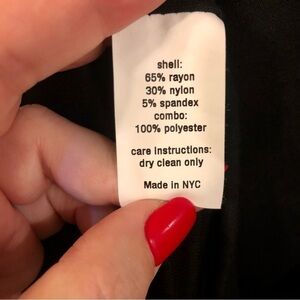 shell:
65% rayon
30% nylon
5% spandex
combo:
100% polyester
care instructions:
dry clean only
Made in NYC